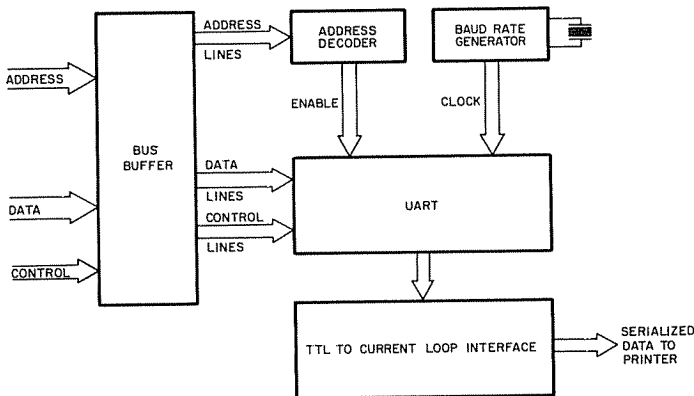 ADDRESS
LINES
ADDRESS
DECODER
BAUD RATE
GENERATOR
ADDRESS
ENABLE
CLOCK
BUS
BUFFER
DATA
LINES
UART
DATA
CONTROL
LINES
CONTROL
TTL TO CURRENT LOOP INTERFACE
SERIALIZED
DATA TO
PRINTER